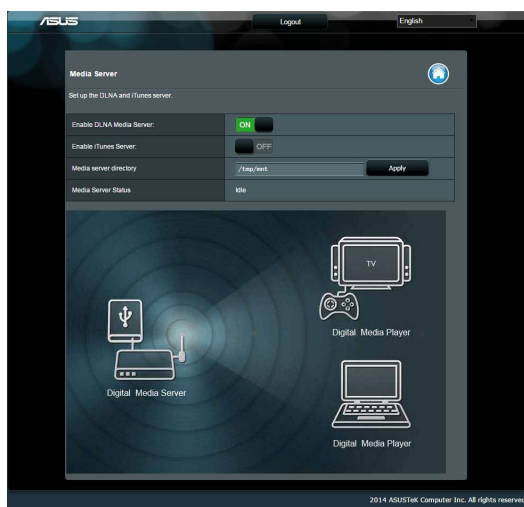 ASUS
Logout
English
Media Server
Set up the DLNA and iTunes server.
Enable DLNA Media Server: ON
Enable iTunes Server: OFF
Media server directory /tmp/mnt Apply
Media Server Status Idle
TV
Digital Media Player
Digital Media Server
Digital Media Player
2014 ASUSTeK Computer Inc. All rights reserved